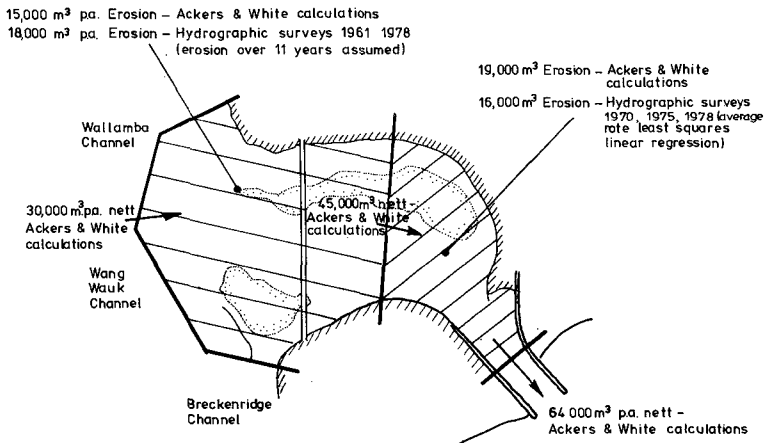 15,000 m³ p.a. Erosion – Ackers & White calculations
18,000 m³ p.a. Erosion – Hydrographic surveys 1961 1978
(erosion over 11 years assumed)
19,000 m³ Erosion – Ackers & White
calculations
16,000 m³ Erosion – Hydrographic surveys
1970, 1975, 1978 (average
rate least squares
linear regression)
Wallamba
Channel
30,000 m³ p.a. nett
Ackers & White
calculations
45,000 m³ nett –
Ackers & White
calculations
Wang
Wauk
Channel
Breckenridge
Channel
64 000 m³ p.a. nett –
Ackers & White calculations